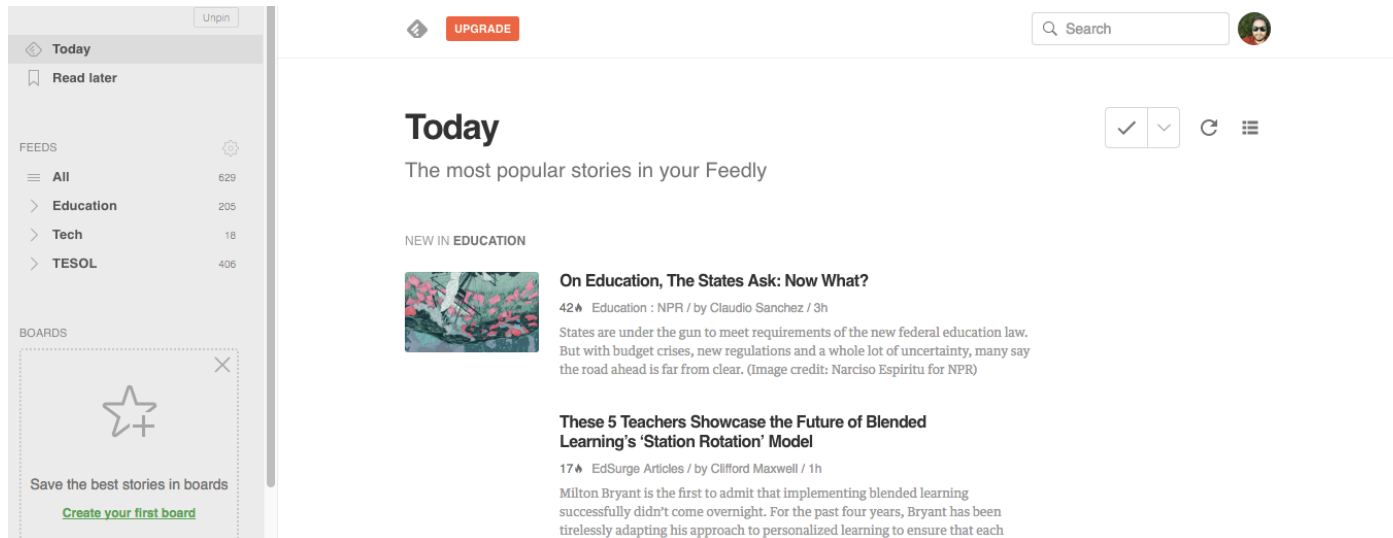 Unpin
Today
Read later
FEEDS
All 629
Education 205
Tech 18
TESOL 406
BOARDS
Save the best stories in boards
Create your first board
UPGRADE
Search
Today
The most popular stories in your Feedly
NEW IN EDUCATION
On Education, The States Ask: Now What?
42 Education : NPR / by Claudio Sanchez / 3h
States are under the gun to meet requirements of the new federal education law.
But with budget crises, new regulations and a whole lot of uncertainty, many say
the road ahead is far from clear. (Image credit: Narciso Espiritu for NPR)
These 5 Teachers Showcase the Future of Blended
Learning’s ‘Station Rotation’ Model
17 EdSurge Articles / by Clifford Maxwell / 1h
Milton Bryant is the first to admit that implementing blended learning
successfully didn’t come overnight. For the past four years, Bryant has been
tirelessly adapting his approach to personalized learning to ensure that each